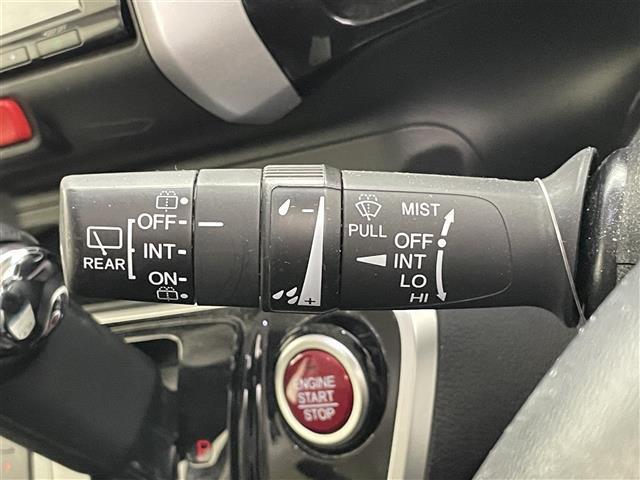 OFF
INT
ON
REAR
- 
+
PULL
MIST
OFF
INT
LO
HI
ENGINE
START
STOP
R